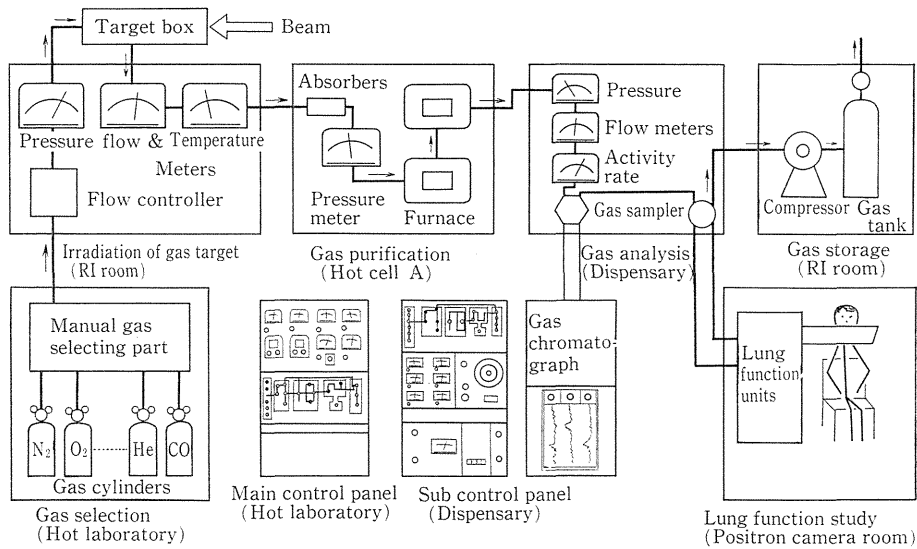 Target box
Beam
Pressure
flow &
Temperature
Meters
Flow controller
Irradiation of gas target
(RI room)
Absorbers
Pressure
meter
Furnace
Gas purification
(Hot cell A)
Pressure
Flow meters
Activity
rate
Gas sampler
Gas analysis
(Dispensary)
Compressor
Gas
tank
Gas storage
(RI room)
Manual gas
selecting part
N₂
O₂
He
CO
Gas cylinders
Gas selection
(Hot laboratory)
Main control panel
(Hot laboratory)
Sub control panel
(Dispensary)
Gas
chromato-
graph
Lung
function
units
Lung function study
(Positron camera room)